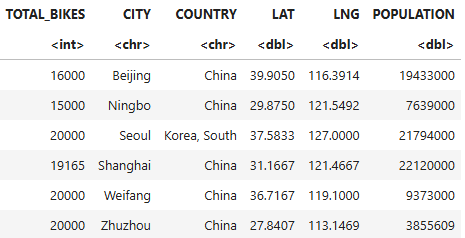 TOTAL_BIKES CITY COUNTRY LAT LNG POPULATION
<int> <chr> <chr> <dbl> <dbl> <dbl>
16000 Beijing China 39.9050 116.3914 19433000
15000 Ningbo China 29.8750 121.5492 7639000
20000 Seoul Korea, South 37.5833 127.0000 21794000
19165 Shanghai China 31.1667 121.4667 22120000
20000 Weifang China 36.7167 119.1000 9373000
20000 Zhuzhou China 27.8407 113.1469 3855609